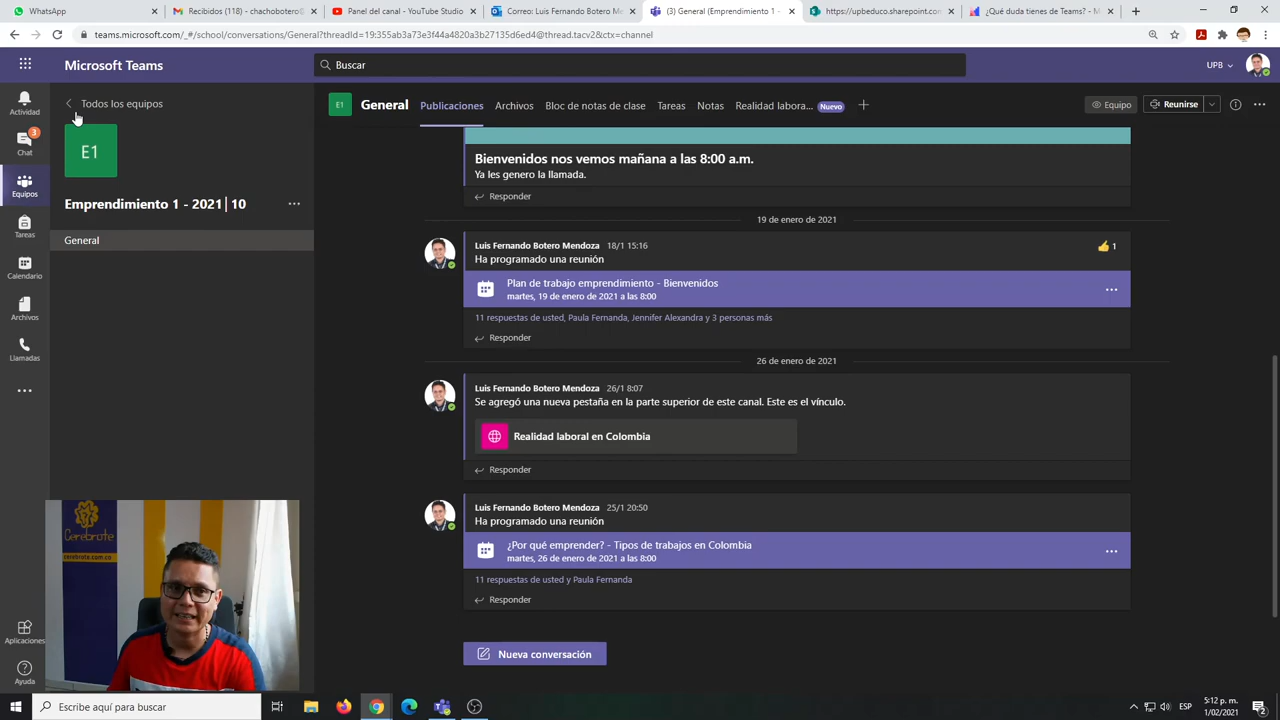 WhatsApp
Recibidos (118) - chachobotero@
Panel del canal - YouTube Studio
Correo: Luis Fernando Botero Me
(3) General (Emprendimiento 1 -
https://upbeduco.sharepoint.com
¿Qué duda tienes de Teams? - M
teams.microsoft.com/_#/school/conversations/General?threadId=19:355ab3a73e3f44a4820f3c37135d6ed4@thread.tacv2&ctx=channel
Microsoft Teams
Buscar
UPB
Actividad
Chat
3
Equipos
Tareas
Calendario
Archivos
Llamadas
Aplicaciones
Ayuda
Todos los equipos
E1
Emprendimiento 1 - 2021 | 10
General
E1
General
Publicaciones
Archivos
Bloc de notas de clase
Tareas
Notas
Realidad labora...
Nuevo
Equipo
Reunirse
Bienvenidos nos vemos mañana a las 8:00 a.m.
Ya les genero la llamada.
Responder
19 de enero de 2021
Luis Fernando Botero Mendoza 18/1 15:16
1
Ha programado una reunión
Plan de trabajo emprendimiento - Bienvenidos
martes, 19 de enero de 2021 a las 8:00
11 respuestas de usted, Paula Fernanda, Jennifer Alexandra y 3 personas más
Responder
26 de enero de 2021
Luis Fernando Botero Mendoza 26/1 8:07
Se agregó una nueva pestaña en la parte superior de este canal. Este es el vínculo.
Realidad laboral en Colombia
Responder
Luis Fernando Botero Mendoza 25/1 20:50
Ha programado una reunión
¿Por qué emprender? - Tipos de trabajos en Colombia
martes, 26 de enero de 2021 a las 8:00
11 respuestas de usted y Paula Fernanda
Responder
Nueva conversación
Cerebrote
cerebrote.com.co
Escribe aquí para buscar
ESP
5:12 p. m.
1/02/2021
2